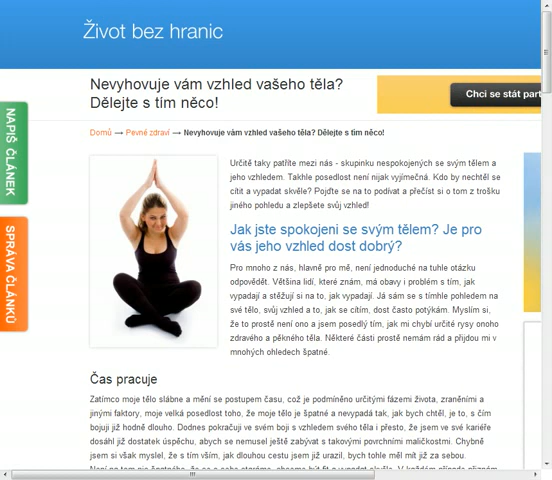 Život bez hranic
Nevyhovuje vám vzhled vašeho těla?
Dělejte s tím něco!
Chci se stát part
Domů → Pevné zdraví → Nevyhovuje vám vzhled vašeho těla? Dělejte s tím něco!
NAPIŠ ČLÁNEK
SPRÁVA ČLÁNKŮ
Určitě taky patříte mezi nás - skupinku nespokojených se svým tělem a
jeho vzhledem. Takhle posedlost není nijak vyjímečná. Kdo by nechtěl se
cítit a vypadat skvěle? Pojďte se na to podívat a přečíst si o tom z trošku
jiného pohledu a zlepšete svůj vzhled!
Jak jste spokojeni se svým tělem? Je pro
vás jeho vzhled dost dobrý?
Pro mnoho z nás, hlavně pro mě, není jednoduché na tuhle otázku
odpovědět. Většina lidí, které znám, má obavy i problém s tím, jak
vypadají a stěžují si na to, jak vypadají. Já sám se s tímhle pohledem na
své tělo, svůj vzhled a to, jak se cítím, dost často potýkám. Myslím si,
že to prostě není ono a jsem posedlý tím, jak mi chybí určité rysy onoho
zdravého a pěkného těla. Některé části prostě nemám rád a přijdou mi v
mnohých ohledech špatné.
Čas pracuje
Zatímco moje tělo slábne a mění se postupem času, což je podmíněno určitými fázemi života, zraněními a
jinými faktory, moje velká posedlost toho, že moje tělo je špatné a nevypadá tak, jak bych chtěl, je to, s čím
bojuji již hodně dlouho. Dodnes pokračuji ve svém boji s vzhledem svého těla i přesto, že jsem ve své kariéře
dosáhl již dostatek úspěchu, abych se nemusel ještě zabývat s takovými povrchními maličkostmi. Chybně
jsem si však myslel, že s tím vším, jak dlouhou cestu jsem již urazil, bych tohle měl mít již za sebou.